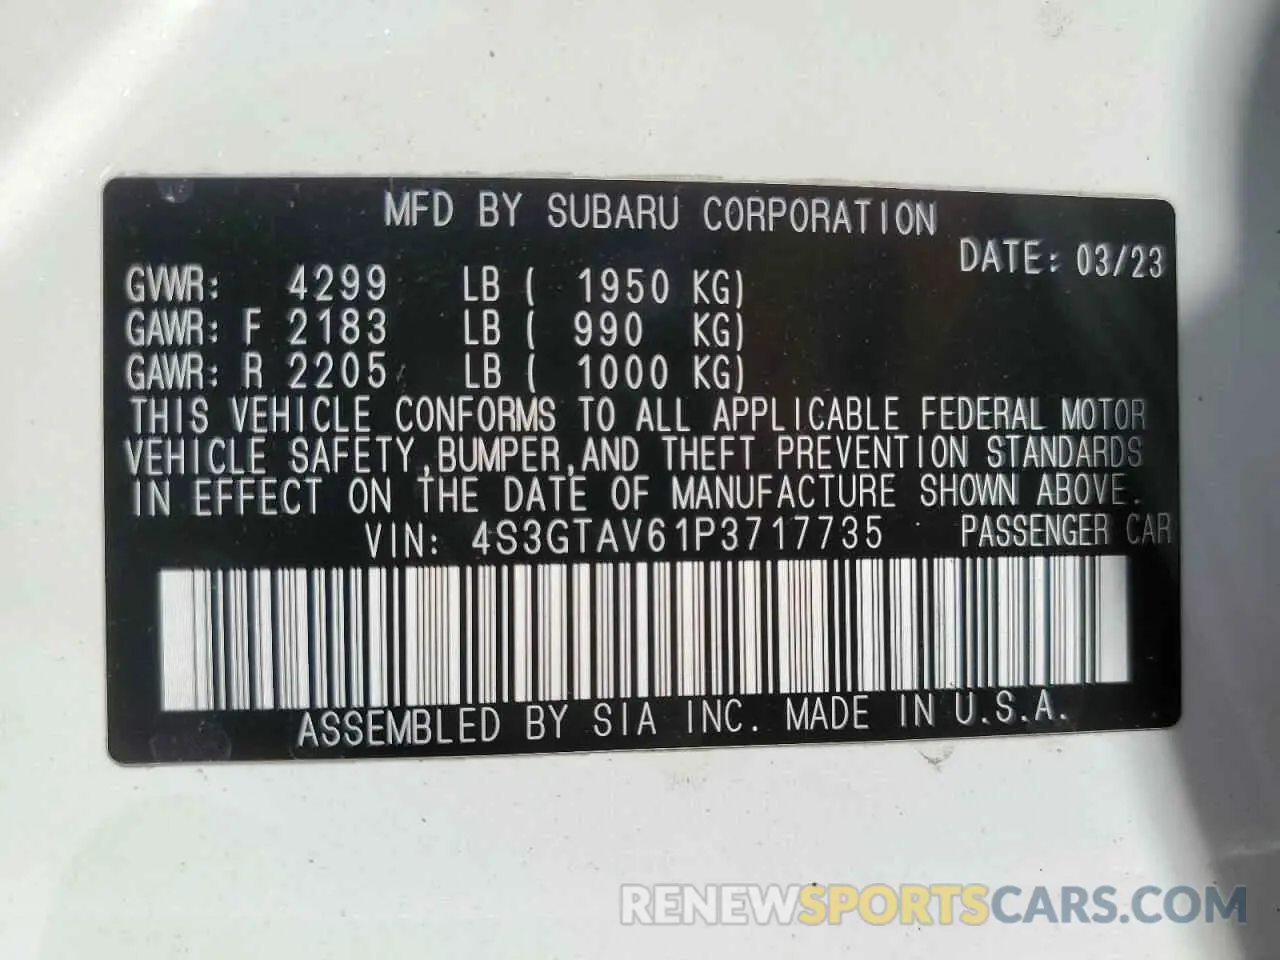 MFD BY SUBARU CORPORATION
DATE: 03/23
GVWR: 4299 LB ( 1950 KG)
GAWR: F 2183 LB ( 990 KG)
GAWR: R 2205 LB ( 1000 KG)
THIS VEHICLE CONFORMS TO ALL APPLICABLE FEDERAL MOTOR
VEHICLE SAFETY,BUMPER,AND THEFT PREVENTION STANDARDS
IN EFFECT ON THE DATE OF MANUFACTURE SHOWN ABOVE.
VIN: 4S3GTAV61P3717735 PASSENGER CAR
ASSEMBLED BY SIA INC. MADE IN U.S.A.
RENEWSPORTSCARS.COM